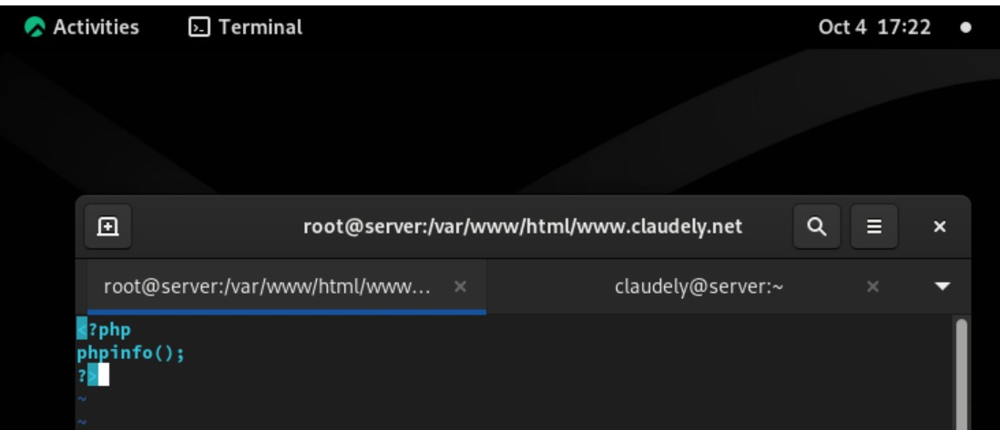 Activities Terminal Oct 4 17:22
root@server:/var/www/html/www.claudely.net
root@server:/var/www/html/www... claudely@server:~
<?php
phpinfo();
?>
~
~